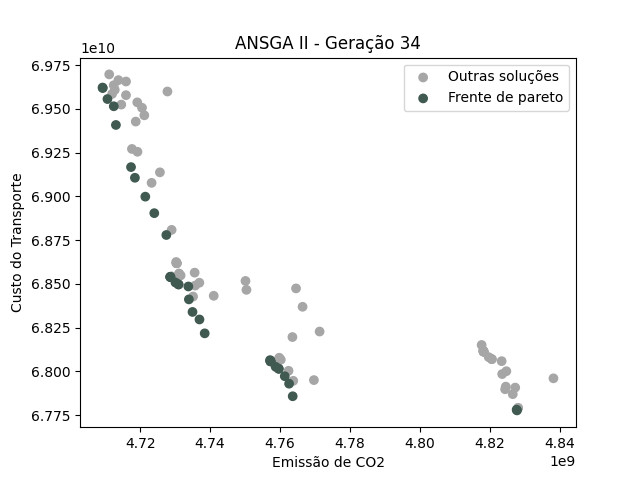 ANSGA II - Geração 34
1e10
6.975
6.950
6.925
6.900
6.875
6.850
6.825
6.800
6.775
Custo do Transporte
Outras soluções
Frente de pareto
4.72 4.74 4.76 4.78 4.80 4.82 4.84
Emissão de CO2
1e9